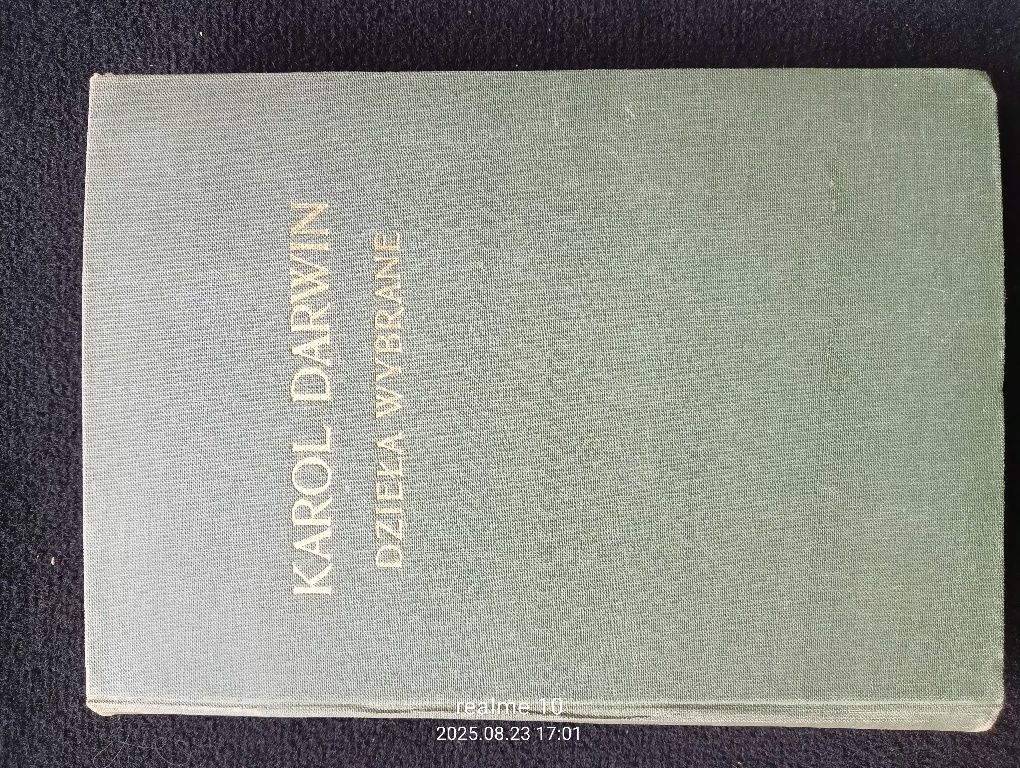 KAROL DARWIN
DZIEŁA WYBRANE
realme 10
2025.08.23 17:01